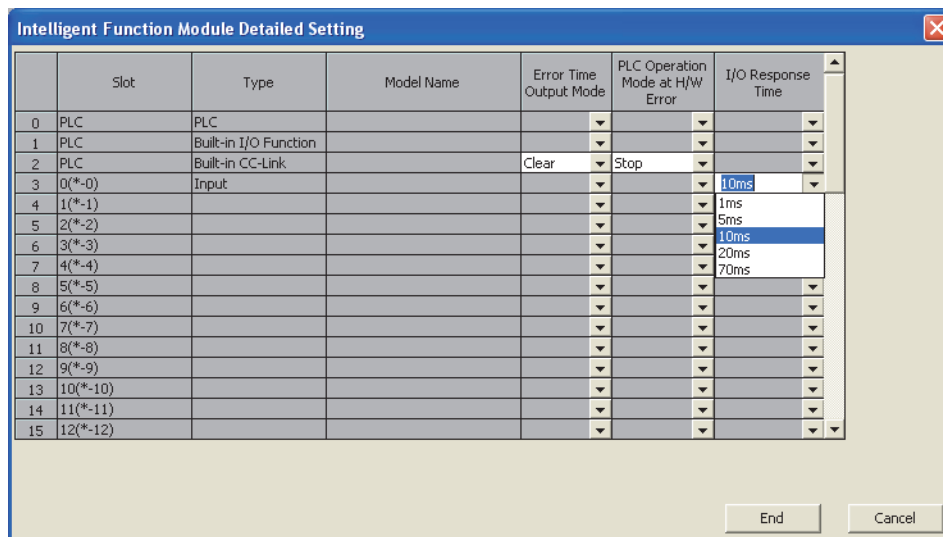 Intelligent Function Module Detailed Setting
Slot Type Model Name Error Time Output Mode PLC Operation Mode at H/W Error I/O Response Time
0 PLC PLC
1 PLC Built-in I/O Function
2 PLC Built-in CC-Link Clear Stop
3 0(*-0) Input 10ms
4 1(*-1) 1ms
5 2(*-2) 5ms
6 3(*-3) 10ms
20ms
7 4(*-4) 70ms
8 5(*-5)
9 6(*-6)
10 7(*-7)
11 8(*-8)
12 9(*-9)
13 10(*-10)
14 11(*-11)
15 12(*-12)
End Cancel